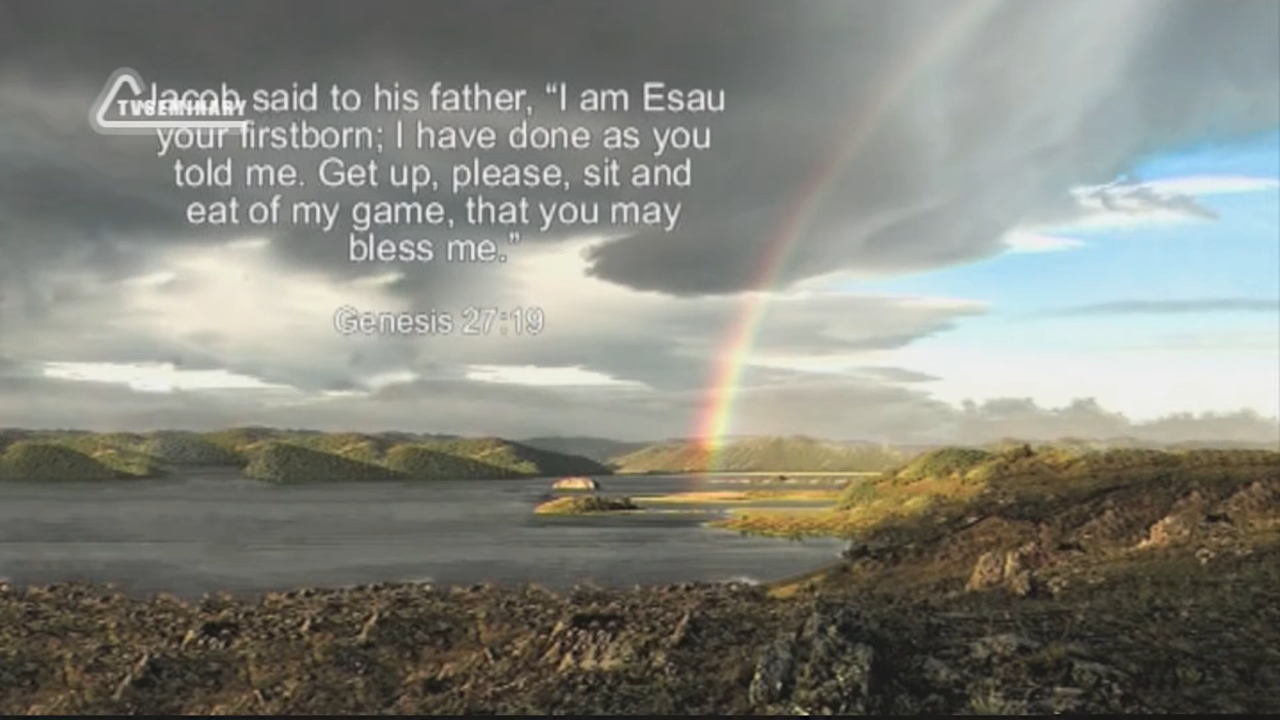 TVSEMINARY
Jacob said to his father, “I am Esau
your firstborn; I have done as you
told me. Get up, please, sit and
eat of my game, that you may
bless me.”
Genesis 27:19